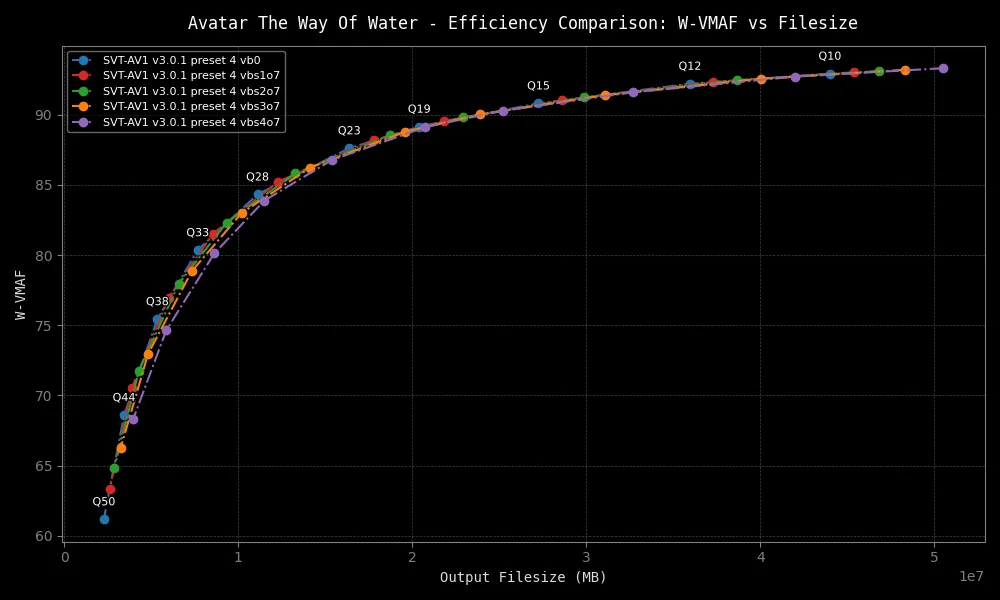 Avatar The Way Of Water - Efficiency Comparison: W-VMAF vs Filesize
SVT-AV1 v3.0.1 preset 4 vb0
SVT-AV1 v3.0.1 preset 4 vbs1o7
SVT-AV1 v3.0.1 preset 4 vbs2o7
SVT-AV1 v3.0.1 preset 4 vbs3o7
SVT-AV1 v3.0.1 preset 4 vbs4o7
Q10
Q12
Q15
Q19
Q23
Q28
Q33
Q38
Q44
Q50
90
85
80
75
70
65
60
W-VMAF
0 1 2 3 4 5
1e7
Output Filesize (MB)